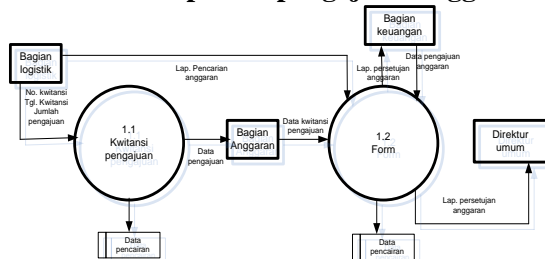 Bagian
keuangan
Bagian
logistik
Lap. Pencarian
anggaran
Lap. persetujan
anggaran
Data pengajuan
anggaran
No. kwitansi
Tgl. Kwitansi
Jumlah
pengajuan
1.1
Kwitansi
pengajuan
Data
pengajuan
Bagian
Anggaran
Data kwitansi
pengajuan
1.2
Form
Direktur
umum
Lap. persetujan
anggaran
Data
pencairan
Data
pencairan